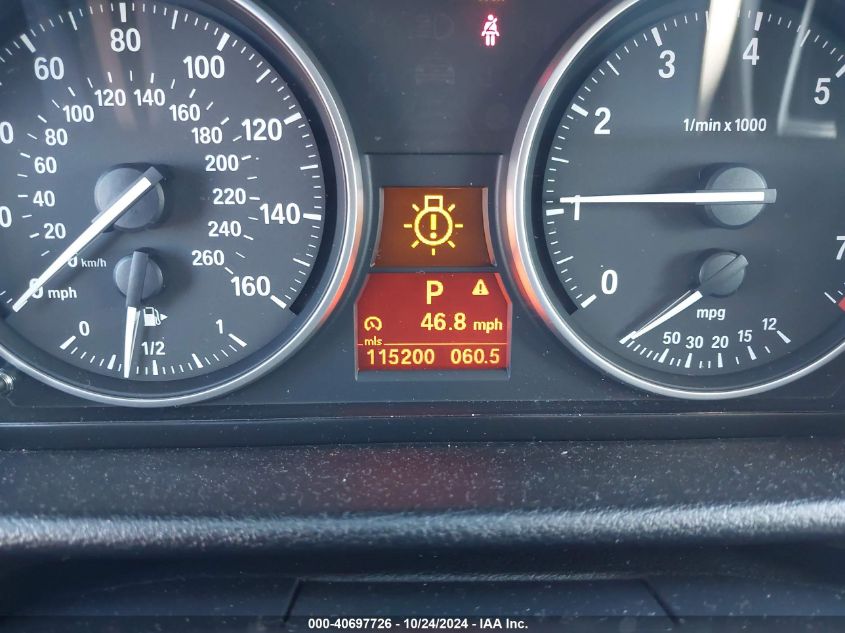 60 80 100 120 140 160
20 40 60 80 100 120 140 160 180 200 220 240 260
km/h
0 mph
0 1/2 1
P
46.8 mph
mls
115200 060.5
0 1 2 3 4 5 7
1/min x 1000
mpg
50 30 20 15 12
000-40697726 - 10/24/2024 - IAA Inc.